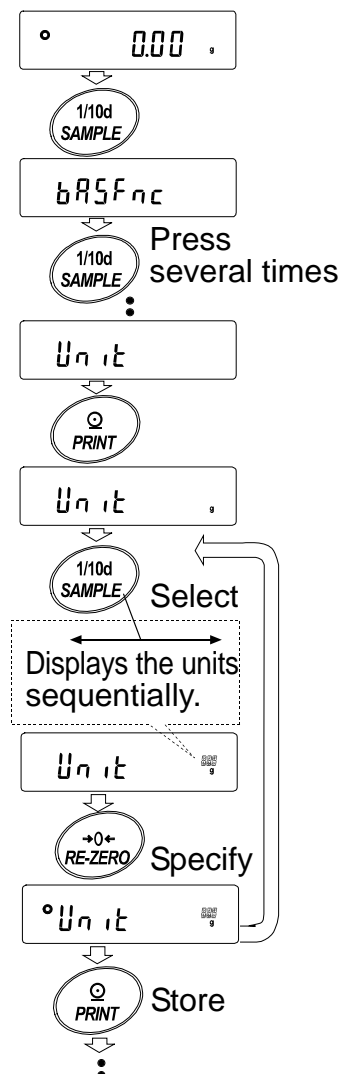 0.00 g
1/10d
SAMPLE
bASFnc
1/10d
SAMPLE
Press
several times
Unit
PRINT
Unit g
1/10d
SAMPLE
Select
Displays the units
sequentially.
Unit g
→0←
RE-ZERO
Specify
Unit g
PRINT
Store